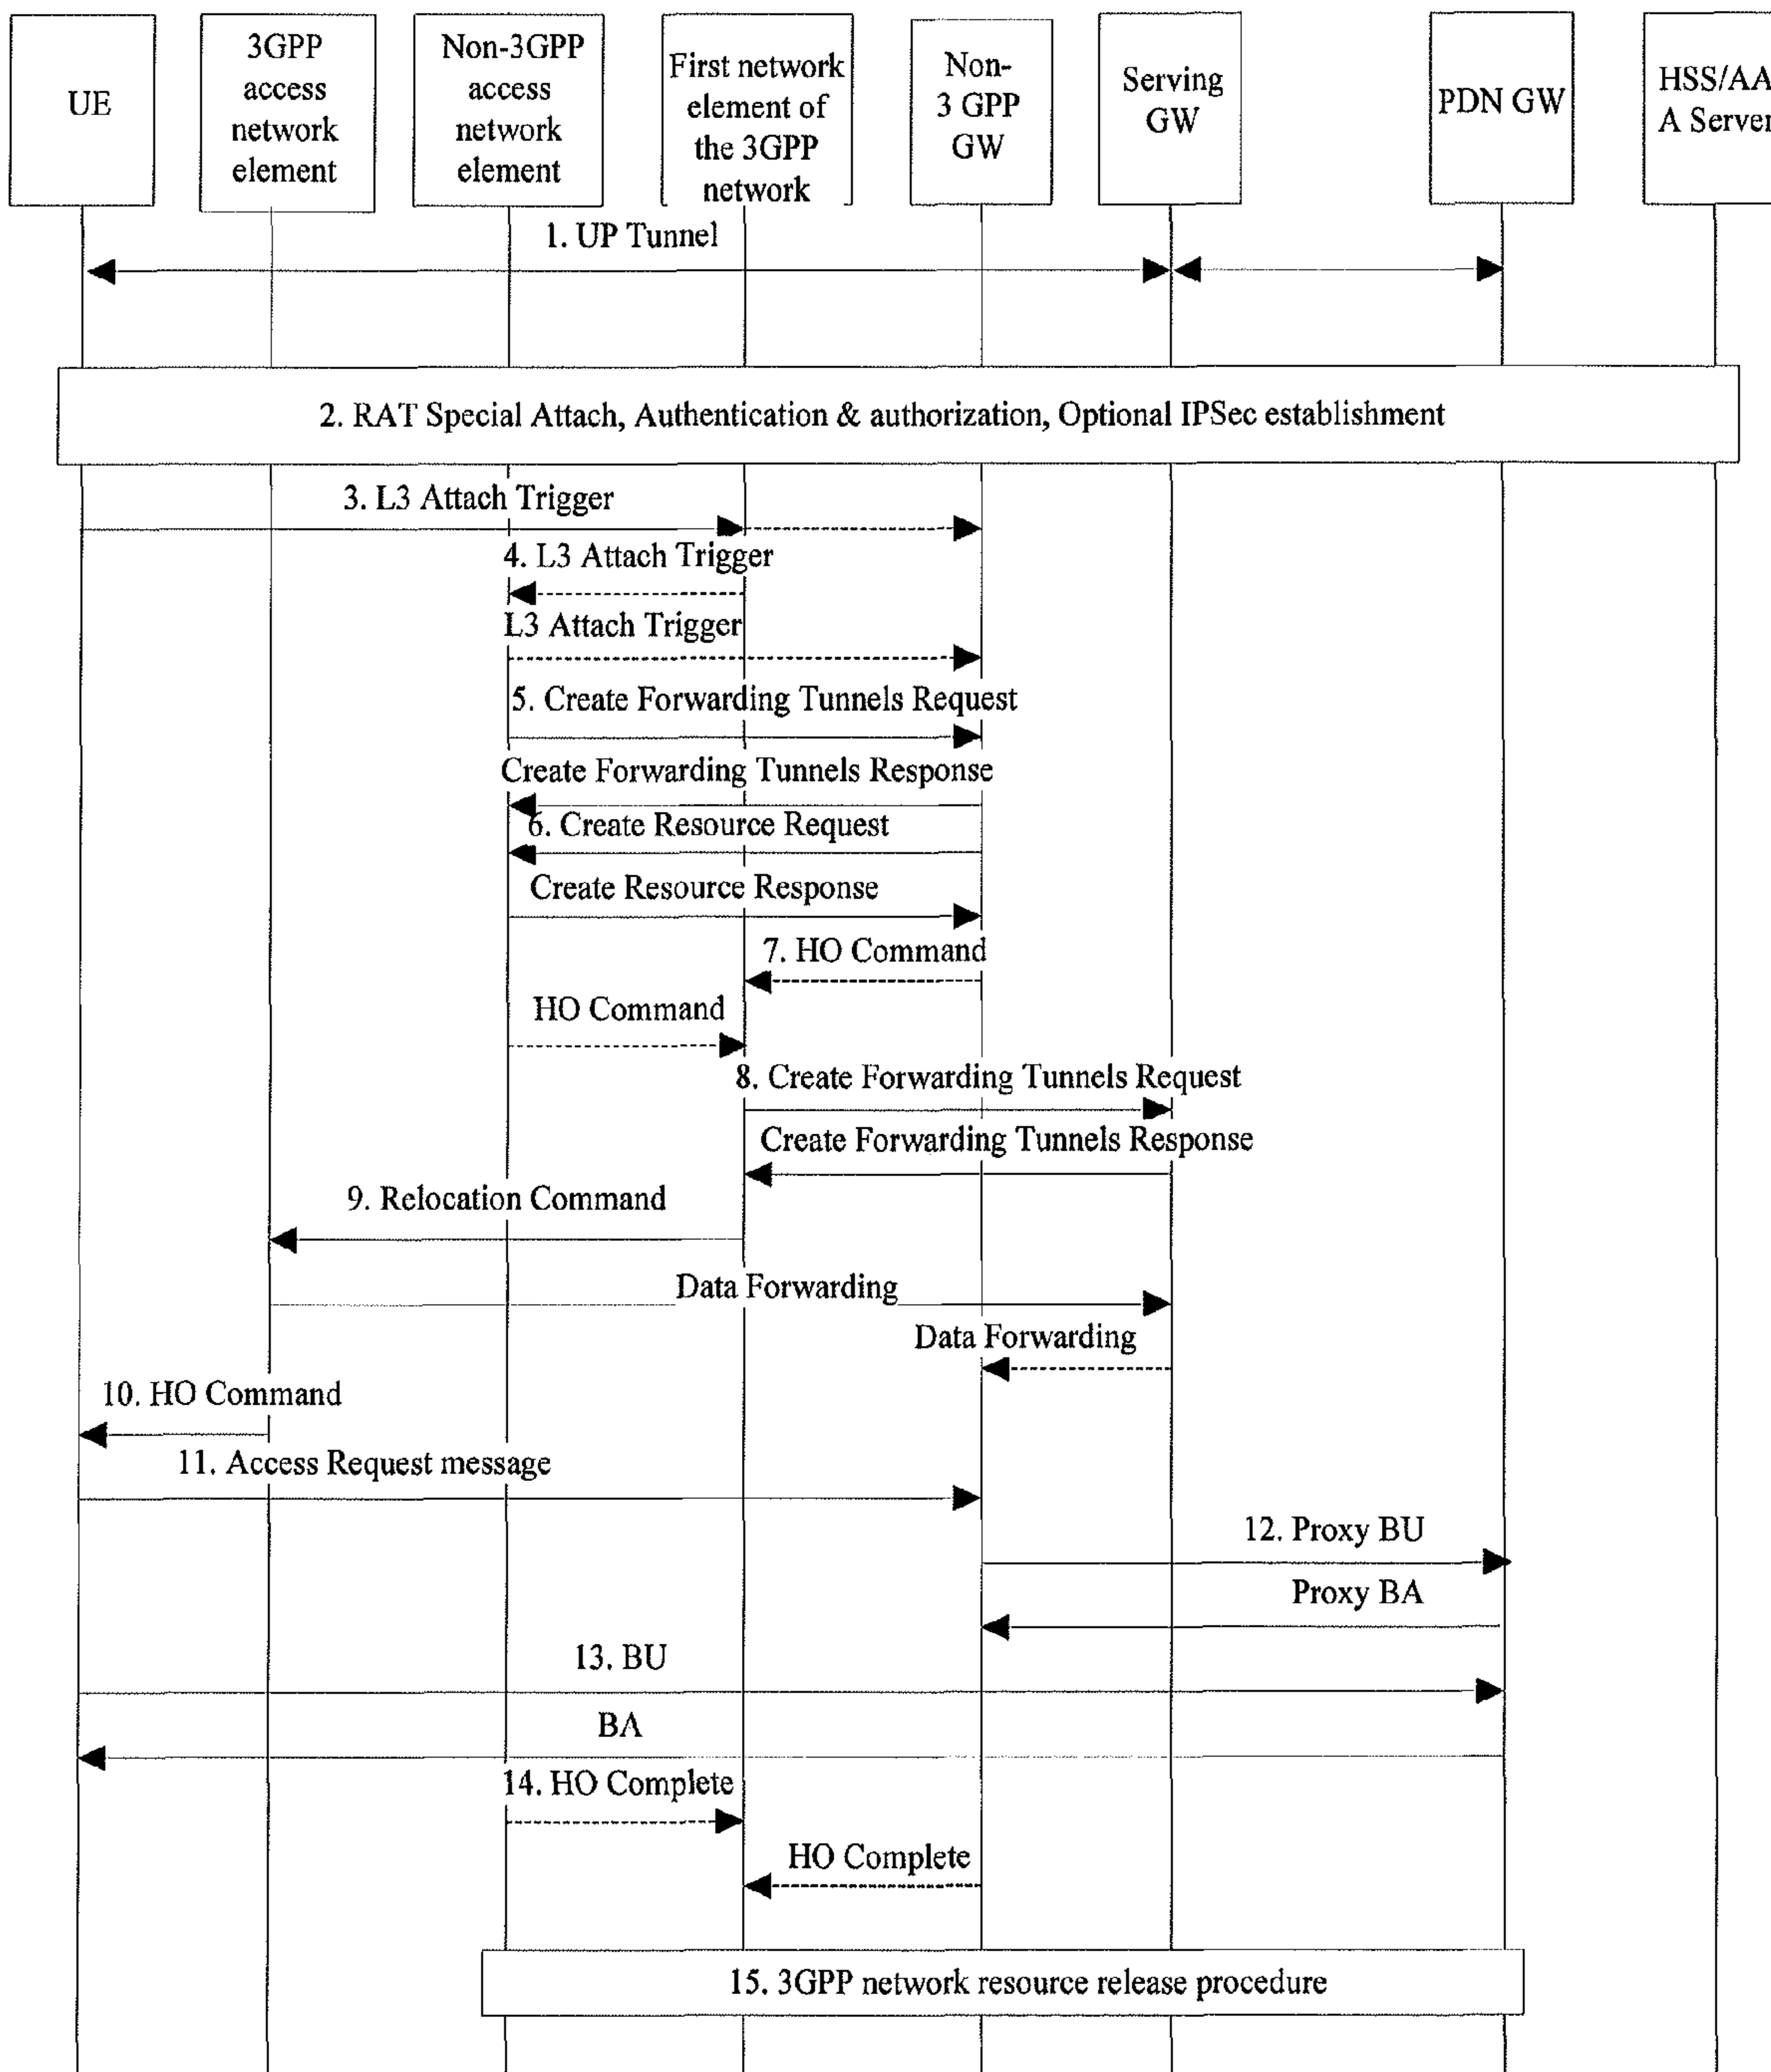 UE
3GPP
access
network
element
Non-3GPP
access
network
element
First network
element of
the 3GPP
network
Non-
3 GPP
GW
Serving
GW
PDN GW
HSS/AA
A Server
1. UP Tunnel
2. RAT Special Attach, Authentication & authorization, Optional IPSec establishment
3. L3 Attach Trigger
4. L3 Attach Trigger
L3 Attach Trigger
5. Create Forwarding Tunnels Request
Create Forwarding Tunnels Response
6. Create Resource Request
Create Resource Response
7. HO Command
HO Command
8. Create Forwarding Tunnels Request
Create Forwarding Tunnels Response
9. Relocation Command
Data Forwarding
Data Forwarding
10. HO Command
11. Access Request message
12. Proxy BU
Proxy BA
13. BU
BA
14. HO Complete
HO Complete
15. 3GPP network resource release procedure